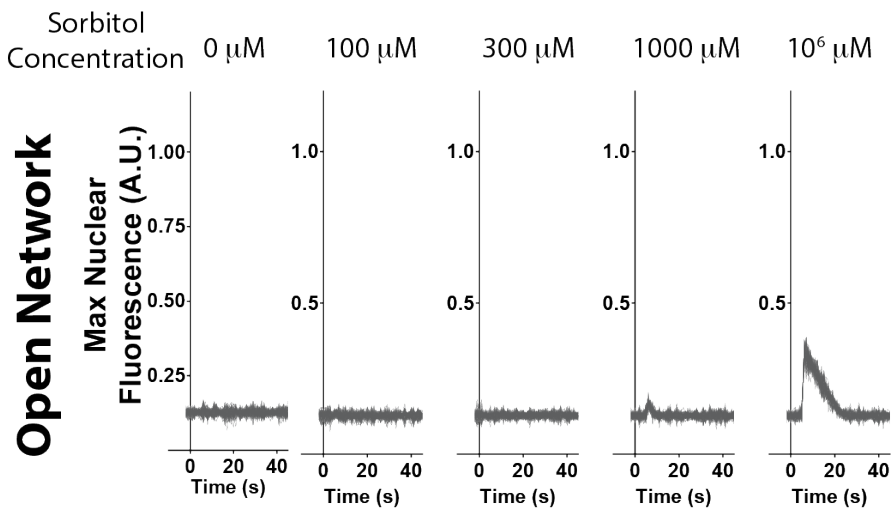 Sorbitol
Concentration 0 μM 100 μM 300 μM 1000 μM 10⁶ μM
Open Network
Max Nuclear
Fluorescence (A.U.)
1.00 1.0 1.0 1.0 1.0
0.75
0.50 0.5 0.5 0.5 0.5
0.25
0 20 40 0 20 40 0 20 40 0 20 40 0 20 40
Time (s) Time (s) Time (s) Time (s) Time (s)